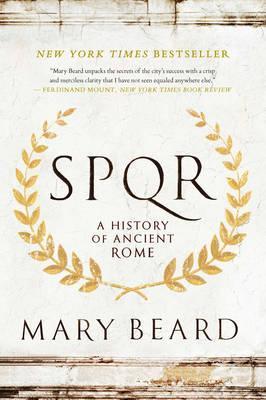 NEW YORK TIMES BESTSELLER
"Mary Beard unpacks the secrets of the city's success with a crisp
and merciless clarity that I have not seen equaled anywhere else."
— FERDINAND MOUNT, NEW YORK TIMES BOOK REVIEW
SPQR
A HISTORY
OF ANCIENT
ROME
MARY BEARD